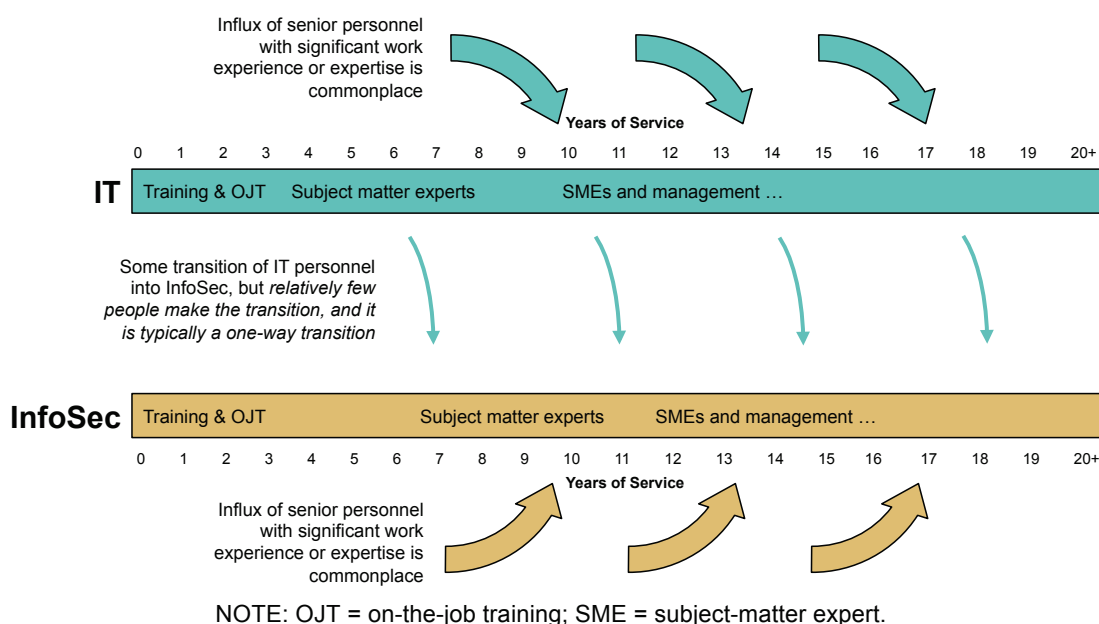 Influx of senior personnel
with significant work
experience or expertise is
commonplace
Years of Service
0 1 2 3 4 5 6 7 8 9 10 11 12 13 14 15 16 17 18 19 20+
IT
Training & OJT Subject matter experts SMEs and management …
Some transition of IT personnel
into InfoSec, but relatively few
people make the transition, and it
is typically a one-way transition
InfoSec
Training & OJT Subject matter experts SMEs and management …
0 1 2 3 4 5 6 7 8 9 10 11 12 13 14 15 16 17 18 19 20+
Years of Service
Influx of senior personnel
with significant work
experience or expertise is
commonplace
NOTE: OJT = on-the-job training; SME = subject-matter expert.